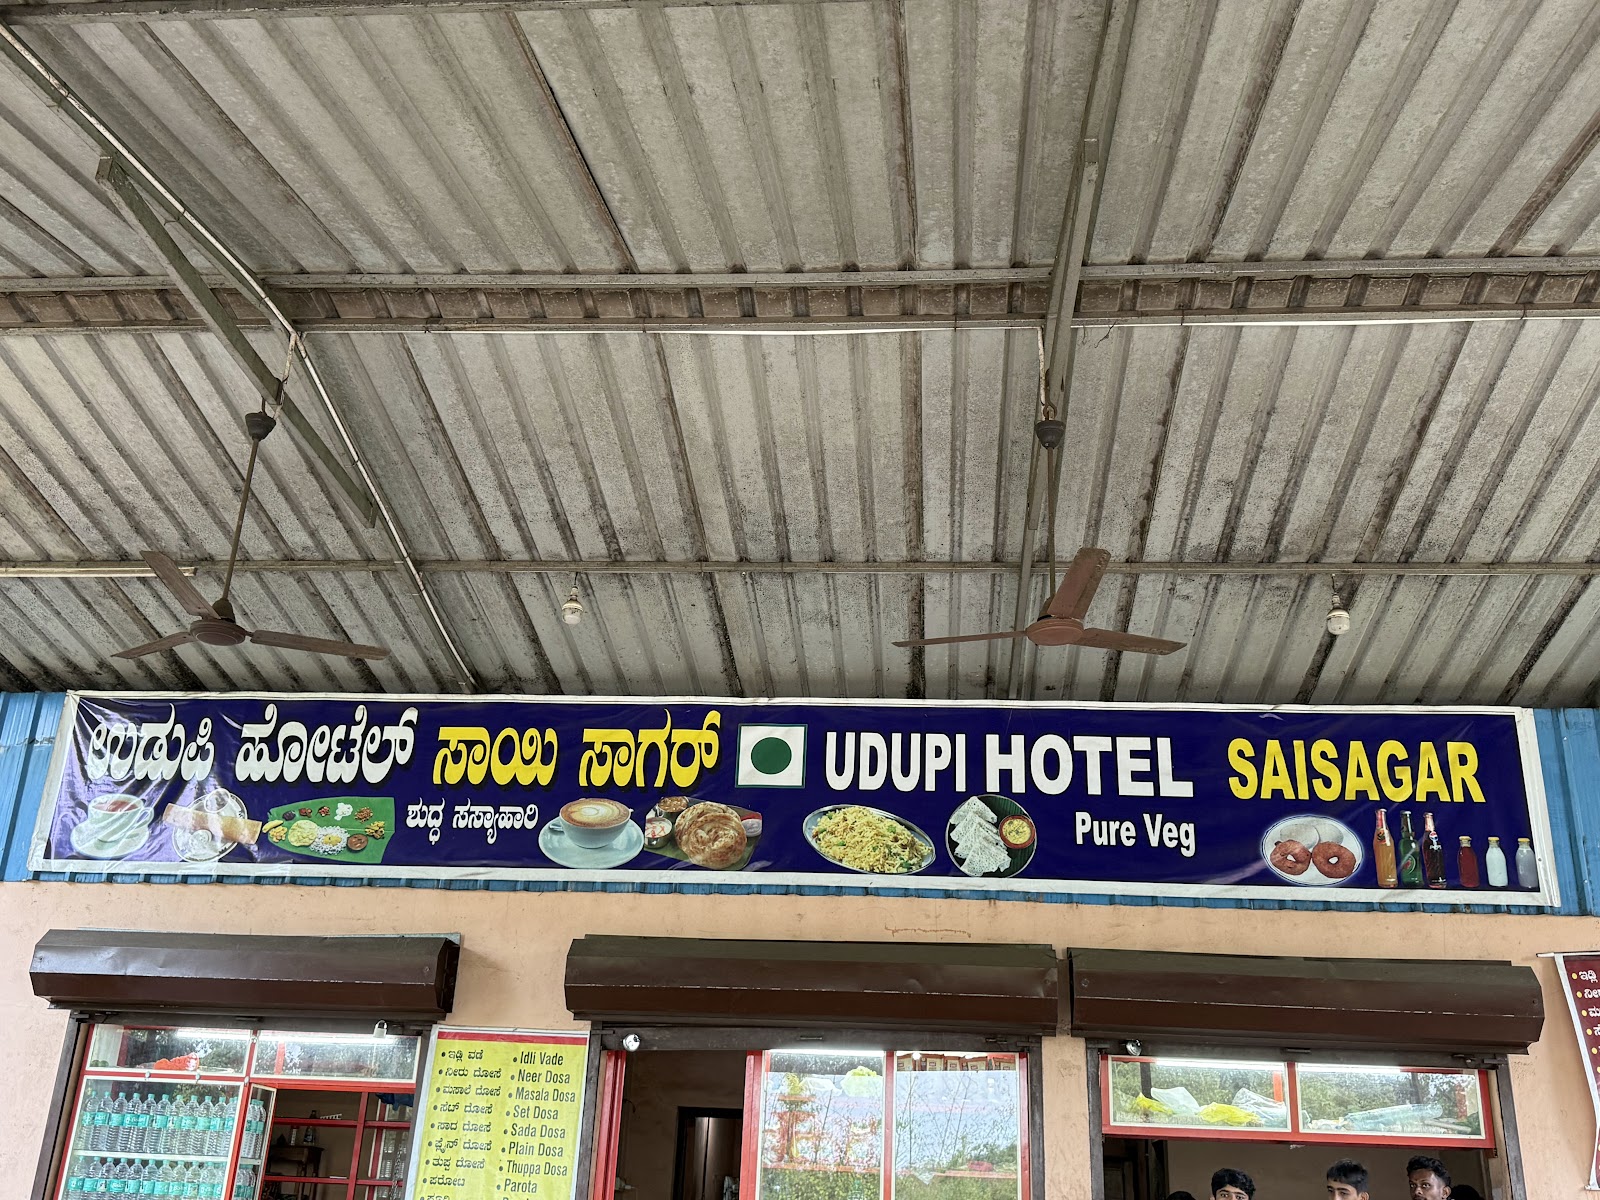 ಉಡುಪಿ ಹೋಟೆಲ್ ಸಾಯಿ ಸಾಗರ್ UDUPI HOTEL SAISAGAR
ಶುದ್ಧ ಸಸ್ಯಾಹಾರಿ Pure Veg
• ಇಡ್ಲಿ ವಡೆ • Idli Vade
• ನೀರು ದೋಸೆ • Neer Dosa
• ಮಸಾಲೆ ದೋಸೆ • Masala Dosa
• ಸೆಟ್ ದೋಸೆ • Set Dosa
• ಸಾದ ದೋಸೆ • Sada Dosa
• ಪ್ಲೈನ್ ದೋಸೆ • Plain Dosa
• ತುಪ್ಪ ದೋಸೆ • Thuppa Dosa
• ಪರೋಟ • Parota